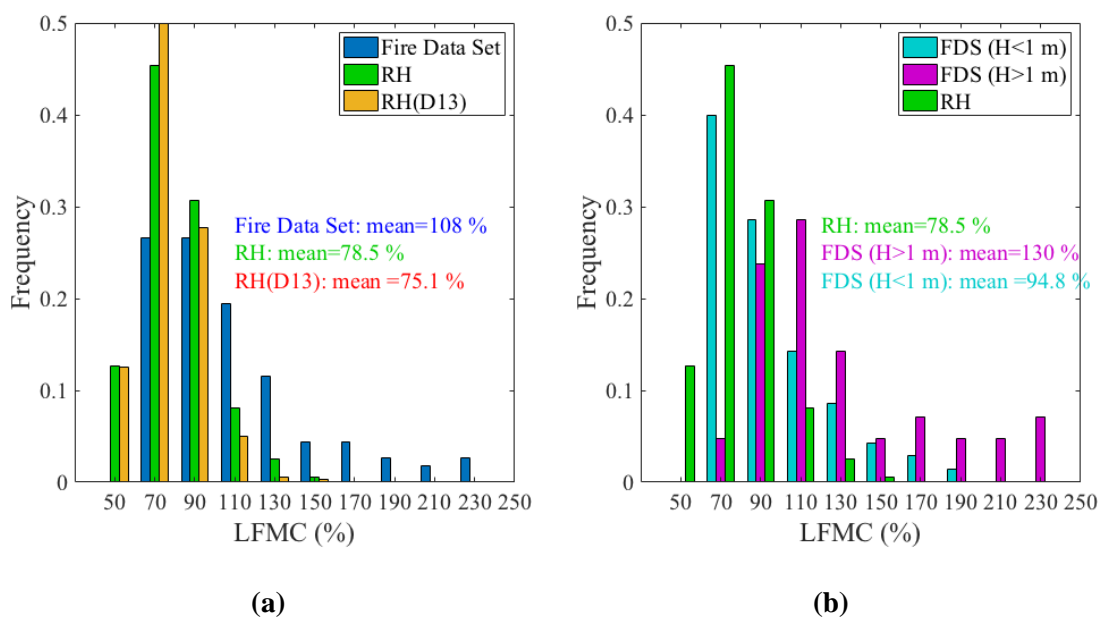 0.5
0.4
0.3
0.2
0.1
0
Frequency
Fire Data Set
RH
RH(D13)
Fire Data Set: mean=108 %
RH: mean=78.5 %
RH(D13): mean =75.1 %
50 70 90 110 130 150 170 190 210 230 250
LFMC (%)
(a)
0.5
0.4
0.3
0.2
0.1
0
Frequency
FDS (H<1 m)
FDS (H>1 m)
RH
RH: mean=78.5 %
FDS (H>1 m): mean=130 %
FDS (H<1 m): mean =94.8 %
50 70 90 110 130 150 170 190 210 230 250
LFMC (%)
(b)